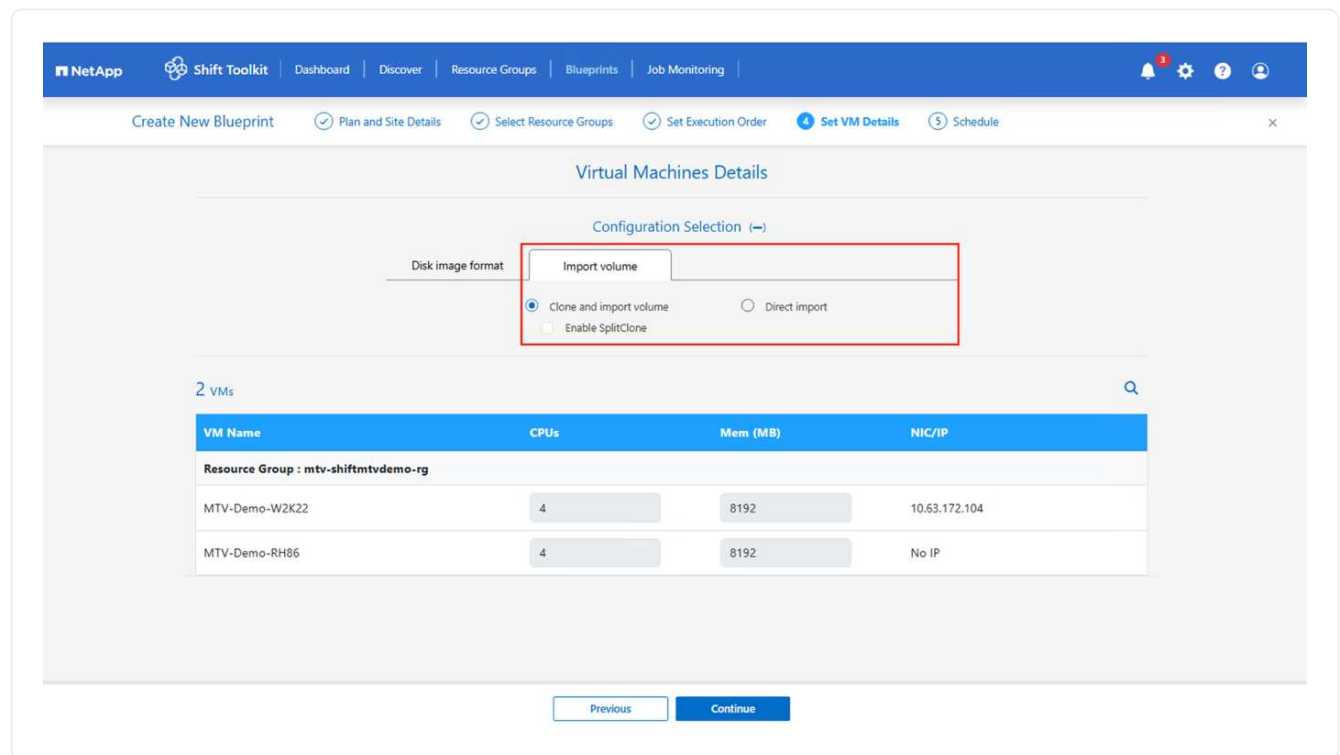 NetApp Shift Toolkit Dashboard Discover Resource Groups Blueprints Job Monitoring 3 ?
Create New Blueprint Plan and Site Details Select Resource Groups Set Execution Order 4 Set VM Details 5 Schedule
Virtual Machines Details
Configuration Selection (−)
Disk image format Import volume
Clone and import volume Direct import
Enable SplitClone
2 VMs
VM Name CPUs Mem (MB) NIC/IP
Resource Group : mtv-shiftmtvdemo-rg
MTV-Demo-W2K22 4 8192 10.63.172.104
MTV-Demo-RH86 4 8192 No IP
Previous Continue